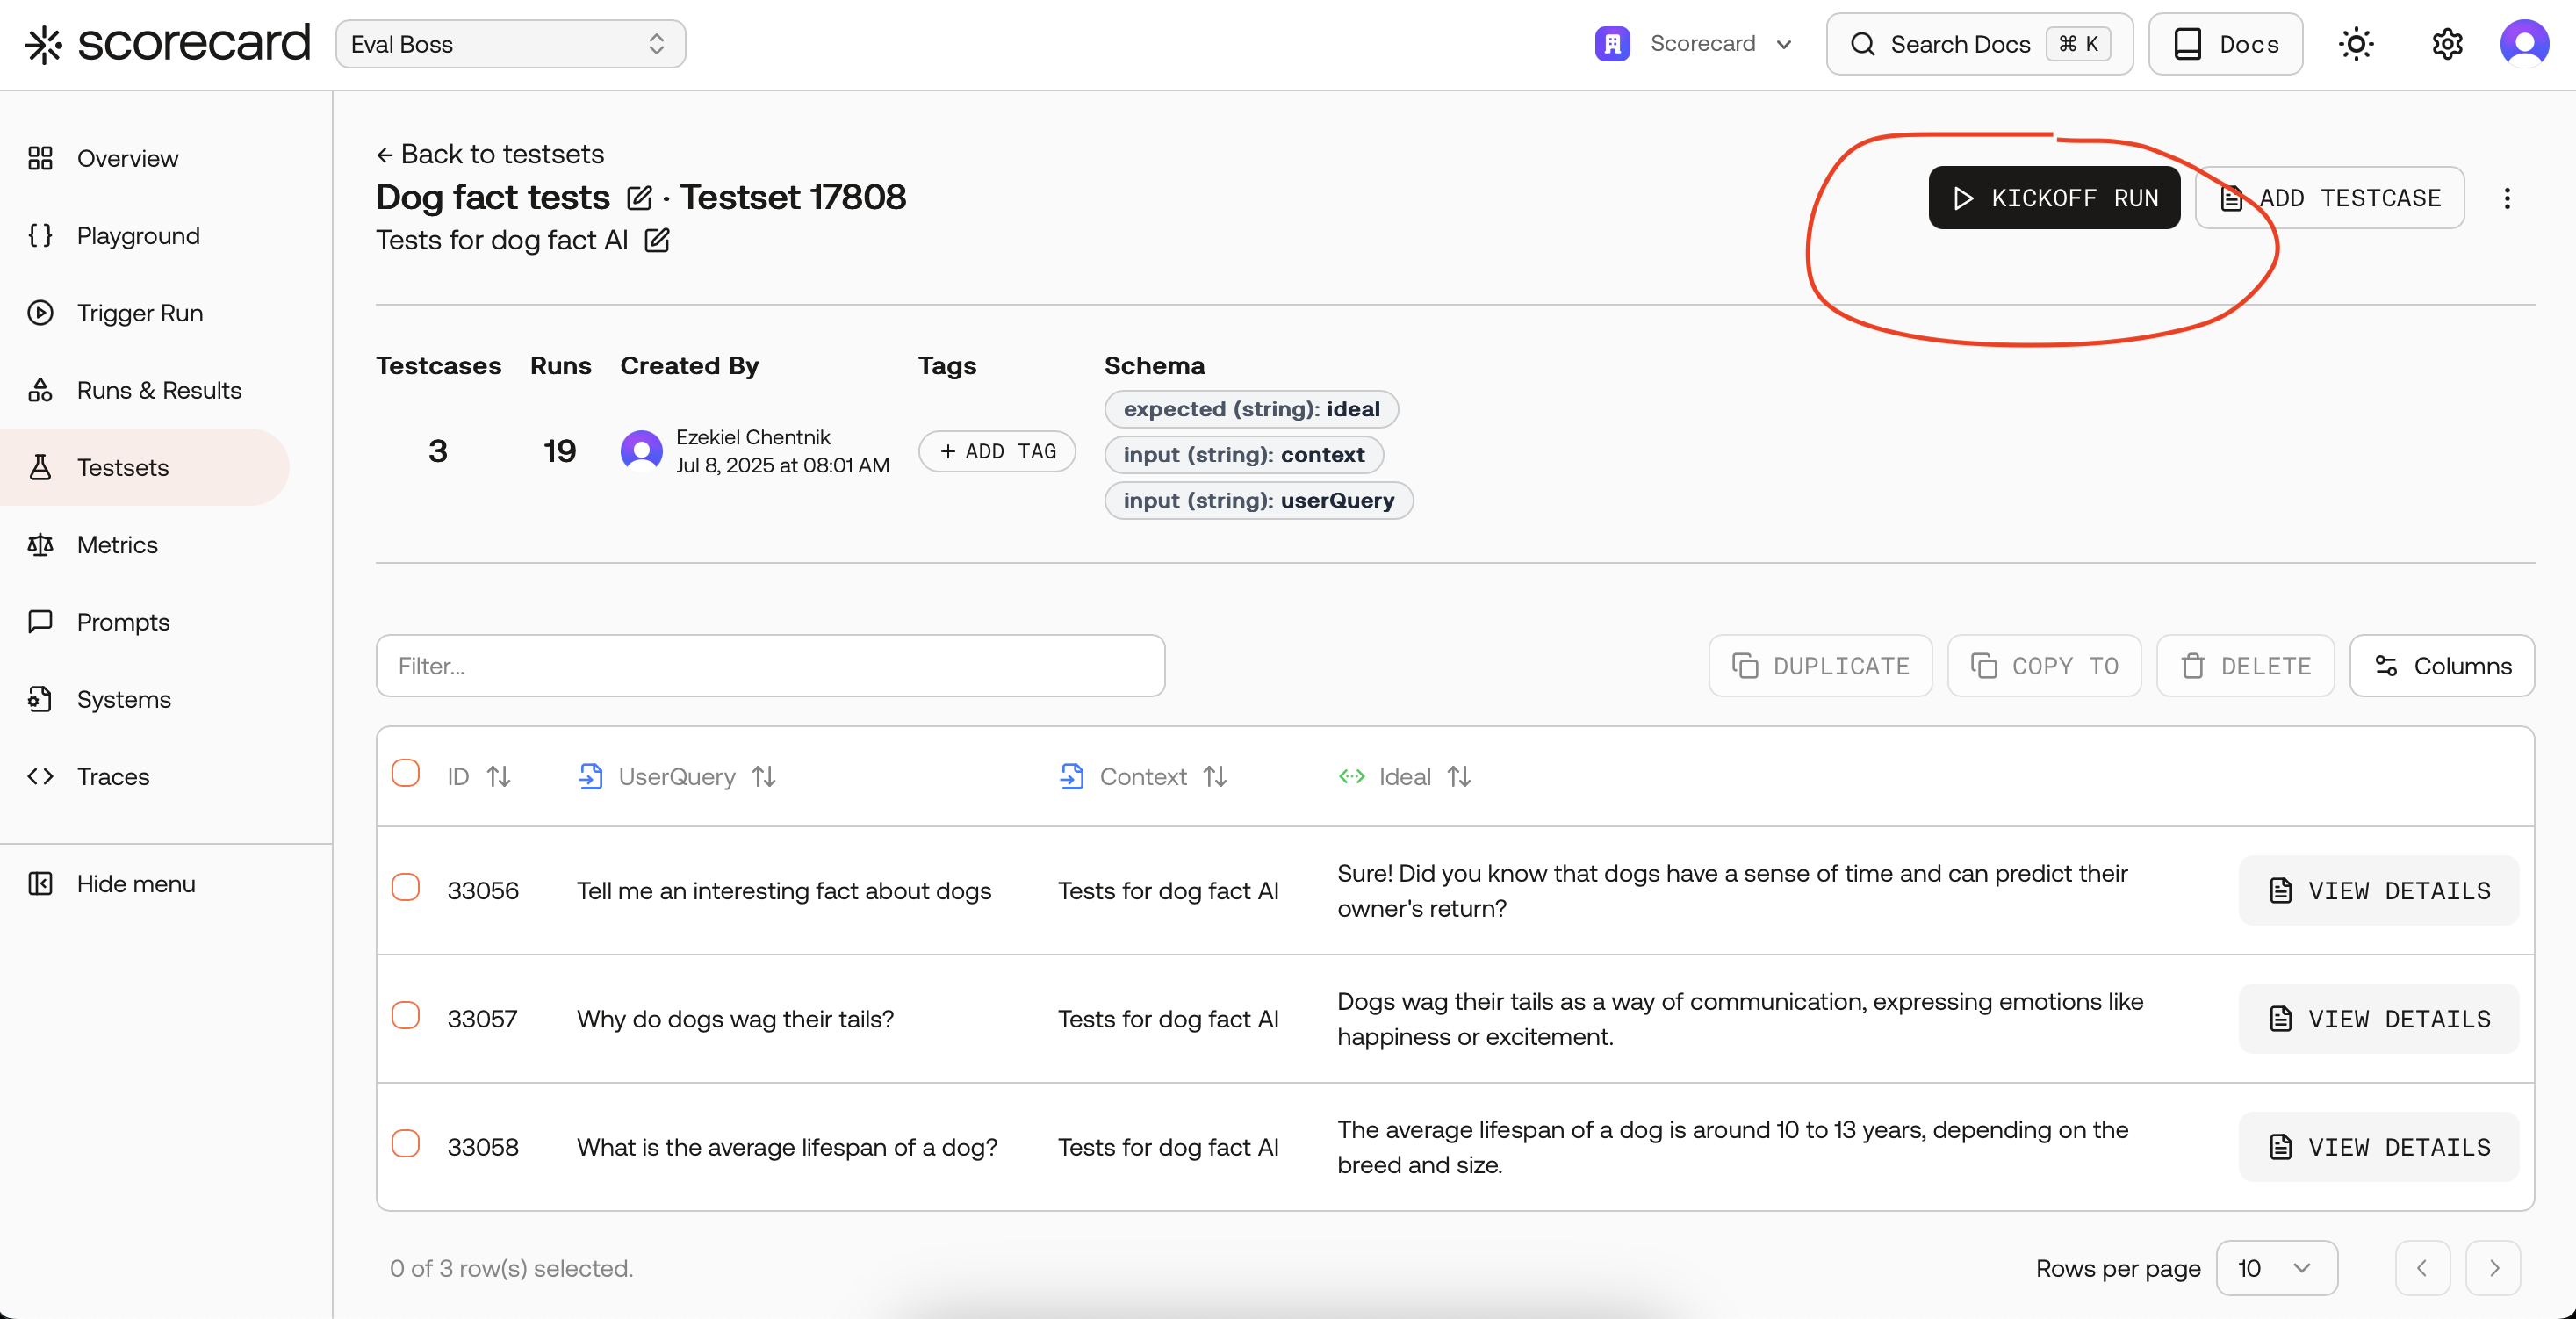 scorecard
Eval Boss
Scorecard
Search Docs ⌘ K
Docs
Overview
Playground
Trigger Run
Runs & Results
Testsets
Metrics
Prompts
Systems
Traces
Hide menu
← Back to testsets
Dog fact tests · Testset 17808
Tests for dog fact AI
KICKOFF RUN
ADD TESTCASE
Testcases Runs Created By Tags Schema
3
19
Ezekiel Chentnik
Jul 8, 2025 at 08:01 AM
+ ADD TAG
expected (string): ideal
input (string): context
input (string): userQuery
Filter...
DUPLICATE
COPY TO
DELETE
Columns
ID UserQuery Context Ideal
33056 Tell me an interesting fact about dogs Tests for dog fact AI Sure! Did you know that dogs have a sense of time and can predict their
owner's return?
VIEW DETAILS
33057 Why do dogs wag their tails? Tests for dog fact AI Dogs wag their tails as a way of communication, expressing emotions like
happiness or excitement.
VIEW DETAILS
33058 What is the average lifespan of a dog? Tests for dog fact AI The average lifespan of a dog is around 10 to 13 years, depending on the
breed and size.
VIEW DETAILS
0 of 3 row(s) selected.
Rows per page 10